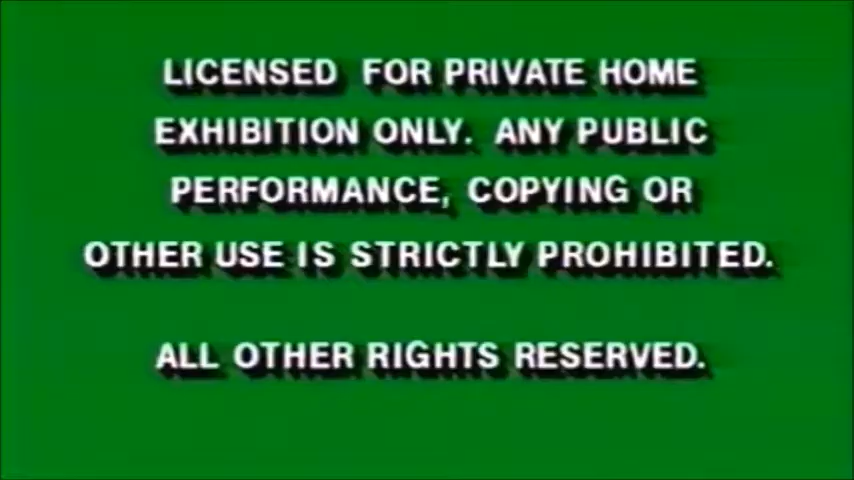 LICENSED FOR PRIVATE HOME
EXHIBITION ONLY. ANY PUBLIC
PERFORMANCE, COPYING OR
OTHER USE IS STRICTLY PROHIBITED.
ALL OTHER RIGHTS RESERVED.